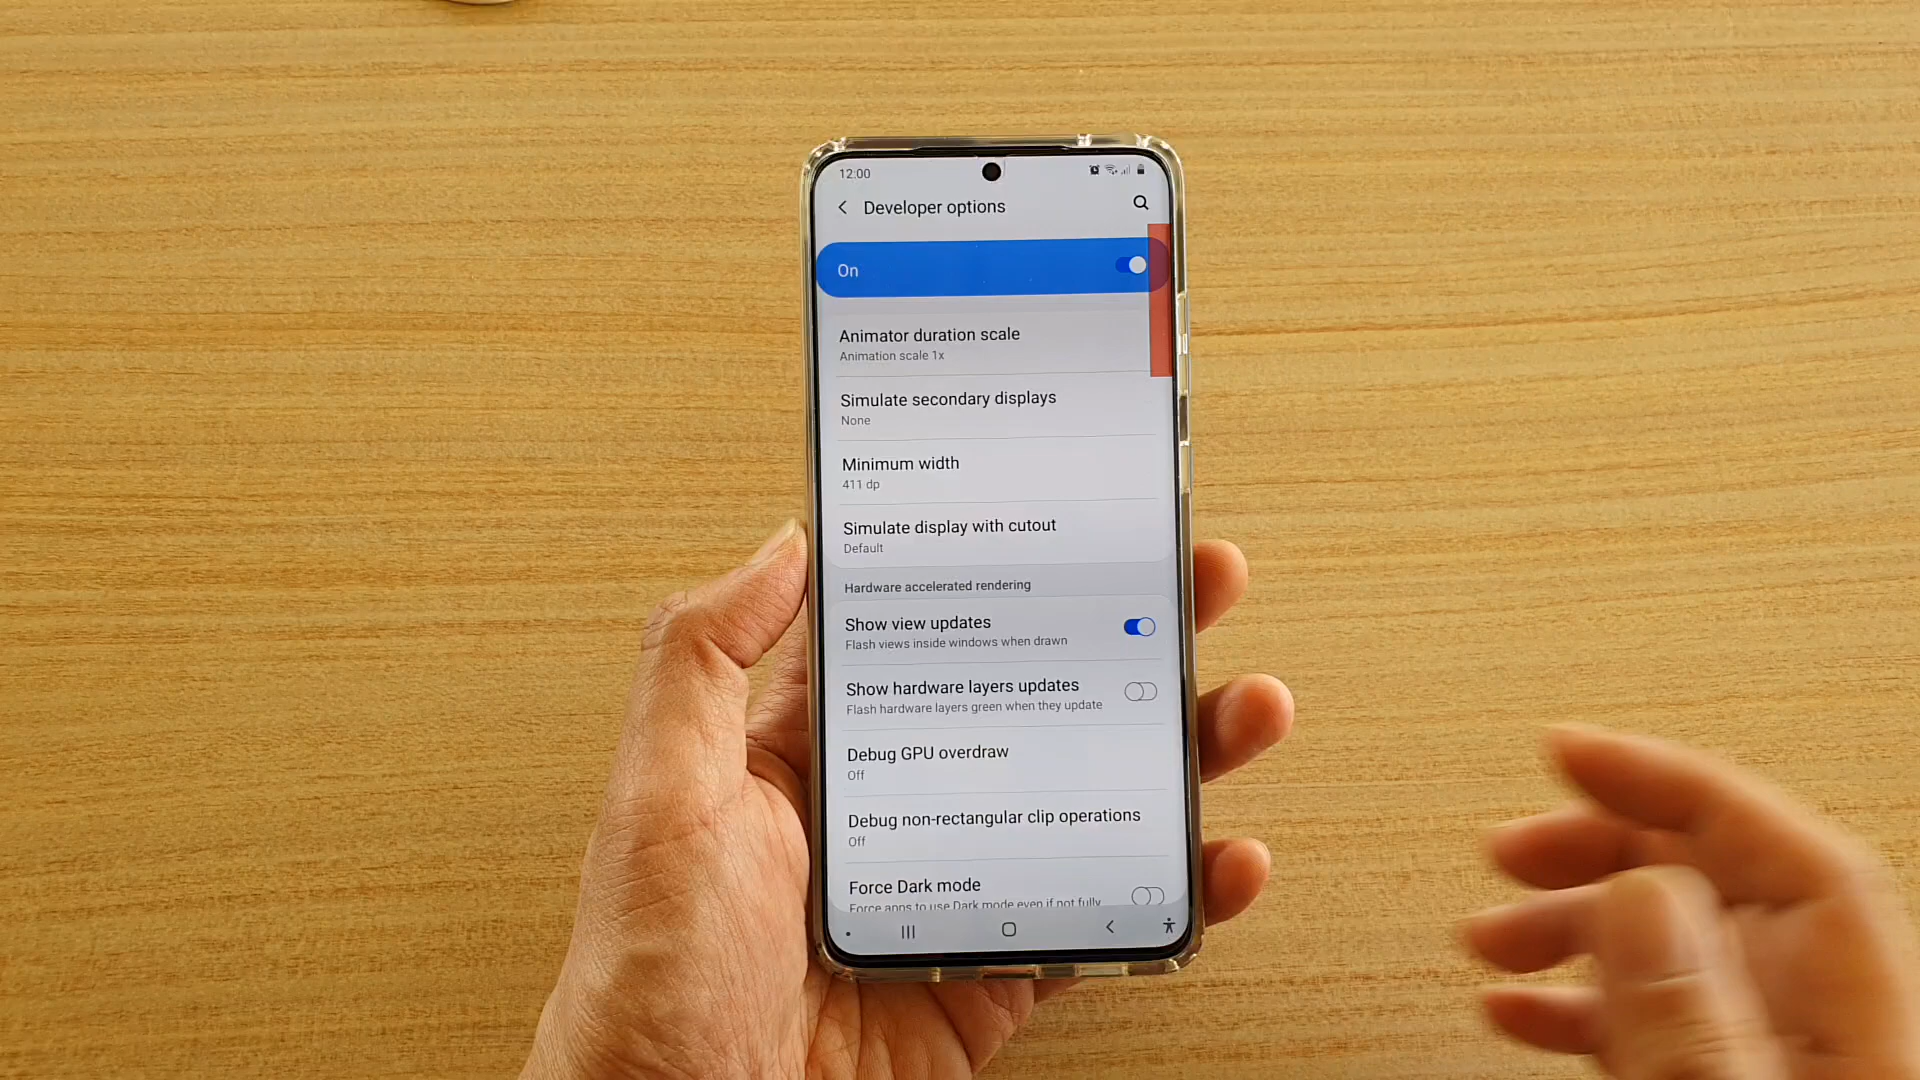 12:00
Developer options
On
Animator duration scale
Animation scale 1x
Simulate secondary displays
None
Minimum width
411 dp
Simulate display with cutout
Default
Hardware accelerated rendering
Show view updates
Flash views inside windows when drawn
Show hardware layers updates
Flash hardware layers green when they update
Debug GPU overdraw
Off
Debug non-rectangular clip operations
Off
Force Dark mode
Force apps to use Dark mode even if not fully